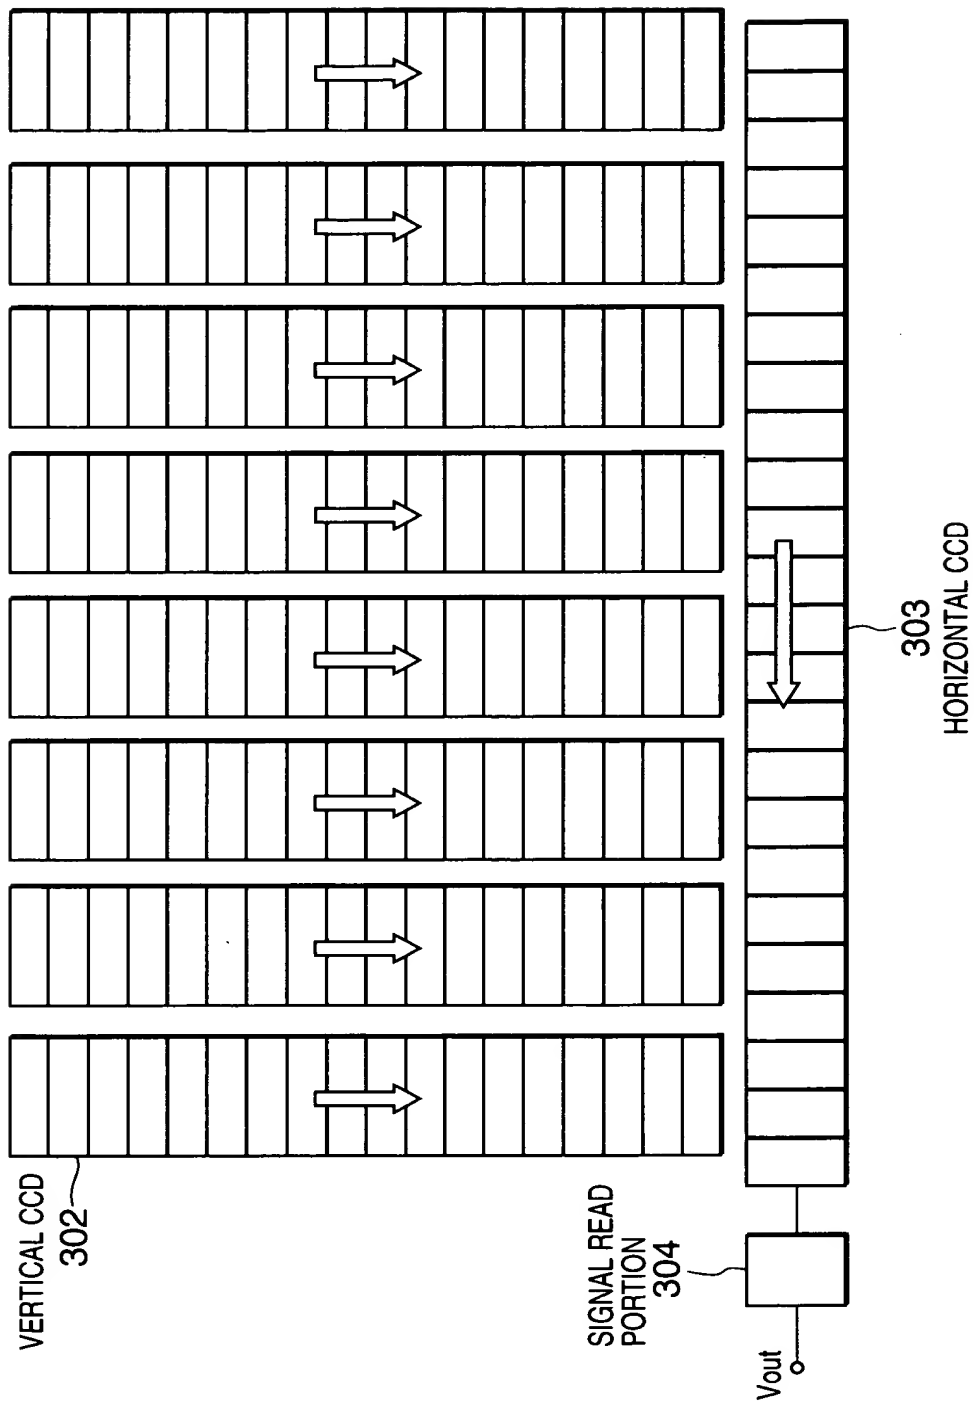 VERTICAL CCD
302
SIGNAL READ
PORTION
304
Vout
303
HORIZONTAL CCD